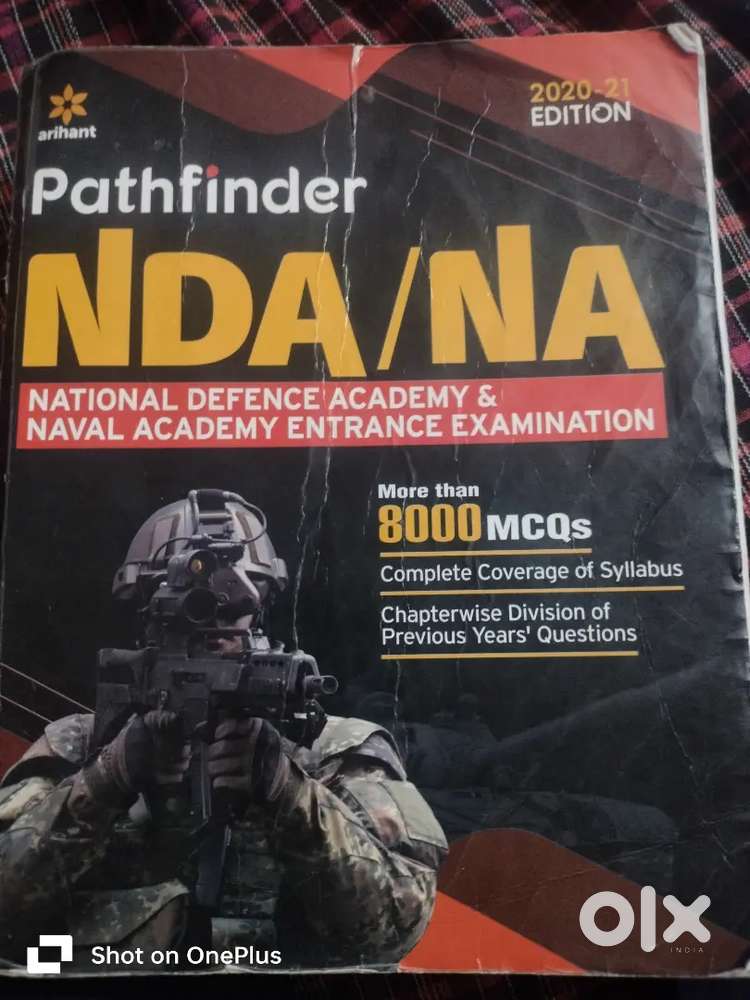 arihant
2020-21
EDITION
Pathfinder
NDA/NA
NATIONAL DEFENCE ACADEMY &
NAVAL ACADEMY ENTRANCE EXAMINATION
More than
8000 MCQs
Complete Coverage of Syllabus
Chapterwise Division of
Previous Years' Questions
olx
INDIA
Shot on OnePlus